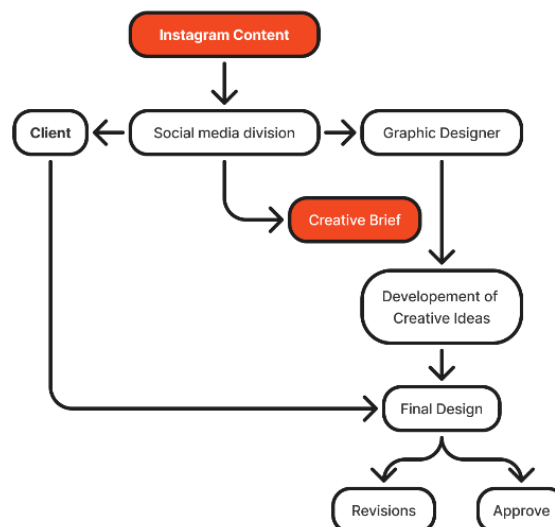 Instagram Content
Client
Social media division
Graphic Designer
Creative Brief
Developement of
Creative Ideas
Final Design
Revisions
Approve